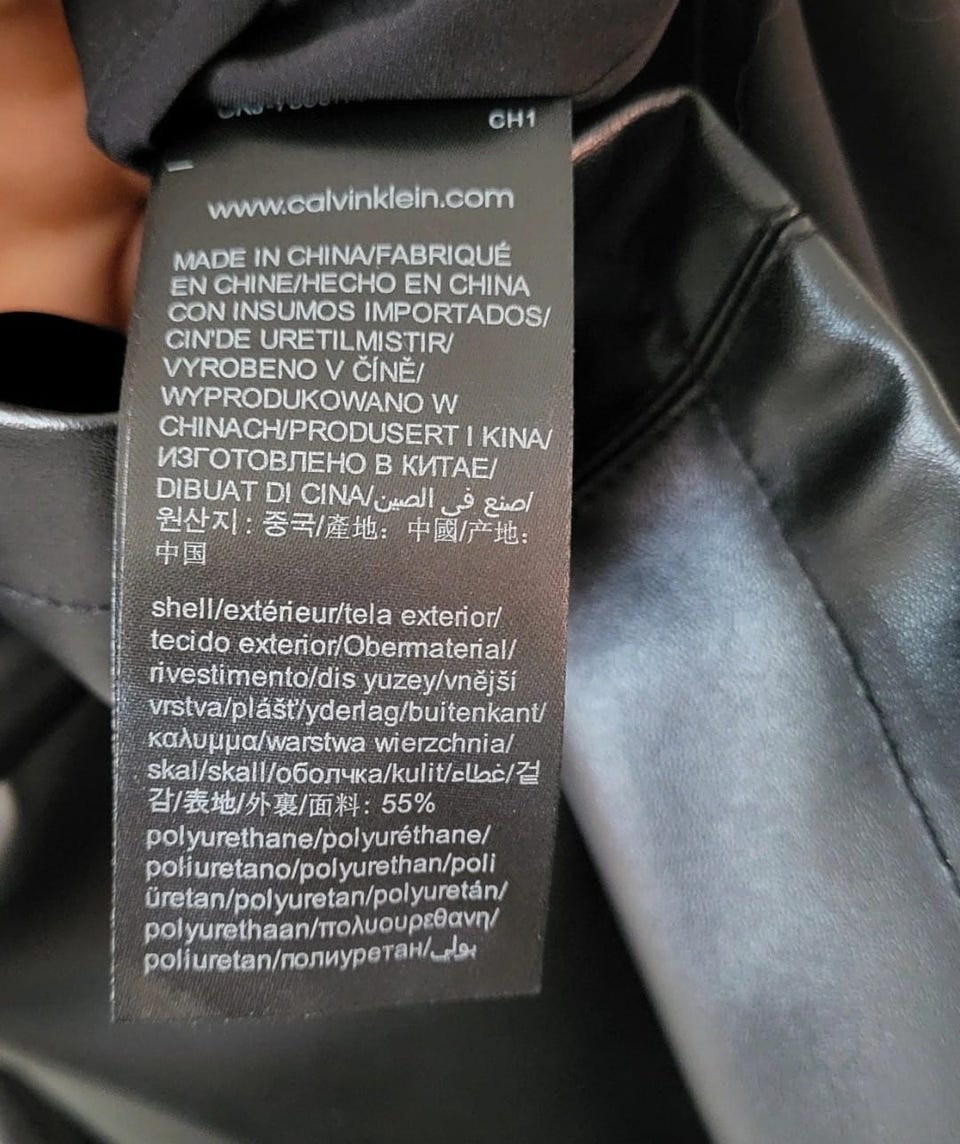 CH1
www.calvinklein.com
MADE IN CHINA/FABRIQUÉ
EN CHINE/HECHO EN CHINA
CON INSUMOS IMPORTADOS/
CIN'DE URETILMISTIR/
VYROBENO V ČÍNĚ/
WYPRODUKOWANO W
CHINACH/PRODUSERT I KINA/
ИЗГОТОВЛЕНО В КИТАЕ/
DIBUAT DI CINA/صنع في الصين/
원산지 : 중국/產地： 中國/产地：
中国
shell/extérieur/tela exterior/
tecido exterior/Obermaterial/
rivestimento/dis yuzey/vnější
vrstva/plášť/yderlag/buitenkant/
καλυμμα/warstwa wierzchnia/
skal/skall/оболчка/kulit/غطاء/겉
감/表地/外裏/面料: 55%
polyurethane/polyuréthane/
poliuretano/polyurethan/poli
üretan/polyuretan/polyuretán/
polyurethaan/πολυουρεθανη/
poliuretan/полиуретан/بولي